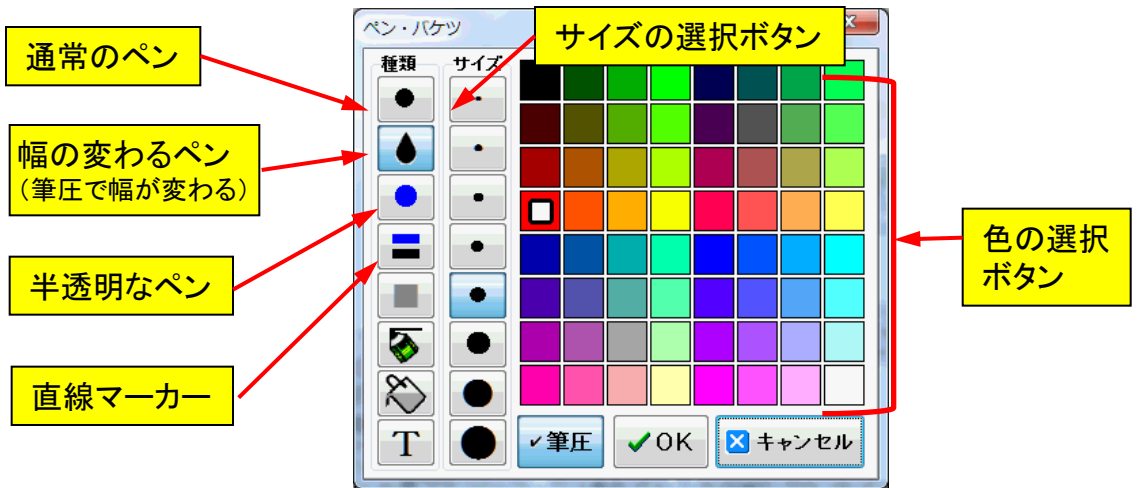 ペン・バケツ
サイズの選択ボタン
通常のペン
種類
サイズ
幅の変わるペン
（筆圧で幅が変わる）
色の選択
ボタン
半透明なペン
直線マーカー
T
筆圧
OK
キャンセル